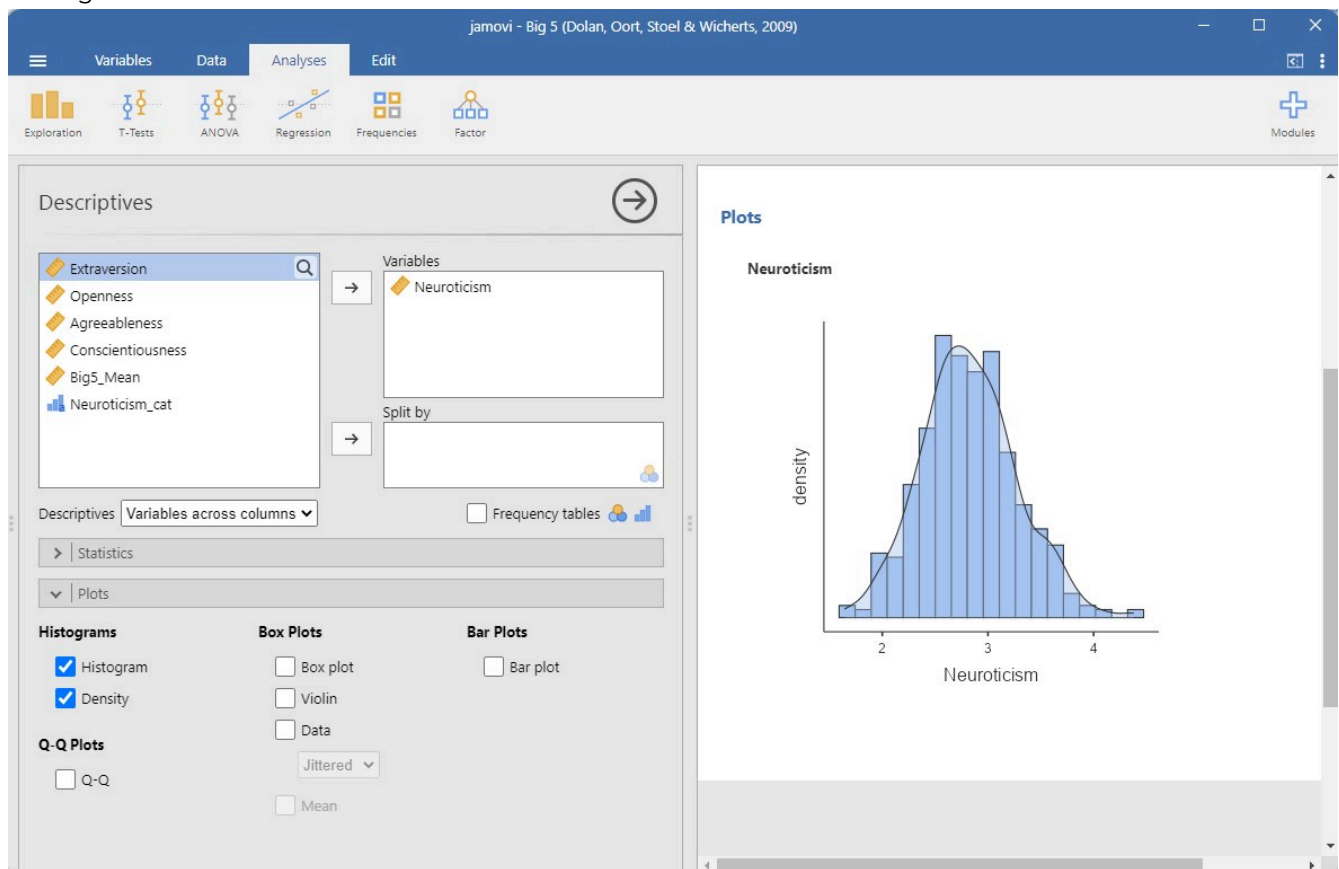 jamovi - Big 5 (Dolan, Oort, Stoel & Wicherts, 2009)
Variables Data Analyses Edit
Exploration T-Tests ANOVA Regression Frequencies Factor Modules
Descriptives
Extraversion
Openness
Agreeableness
Conscientiousness
Big5_Mean
Neuroticism_cat
Variables
Neuroticism
Split by
Descriptives Variables across columns Frequency tables
Statistics
Plots
Histograms Box Plots Bar Plots
Histogram Box plot Bar plot
Density Violin
Data
Q-Q Plots
Jittered
Q-Q
Mean
Plots
Neuroticism
density
2 3 4
Neuroticism